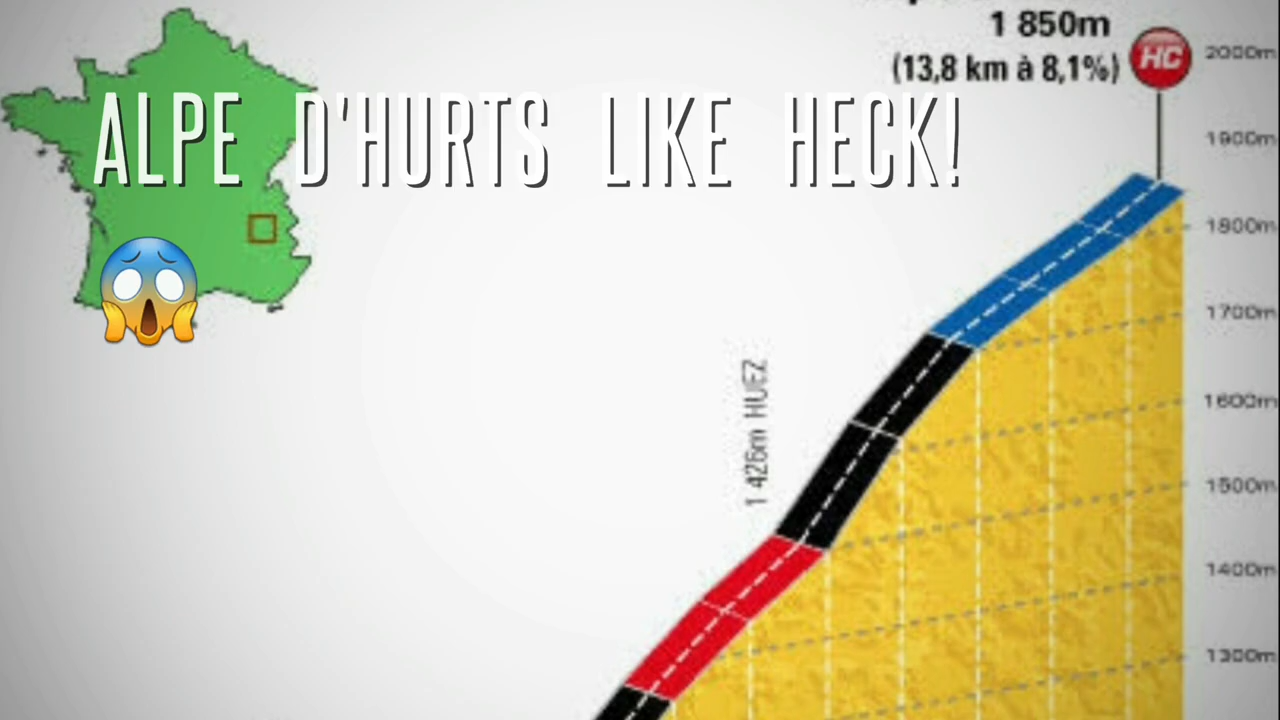 1 850m
(13,8 km à 8,1%)
HC
ALPE D'HURTS LIKE HECK!
1 426m HUEZ
2000m
1900m
1800m
1700m
1600m
1500m
1400m
1300m